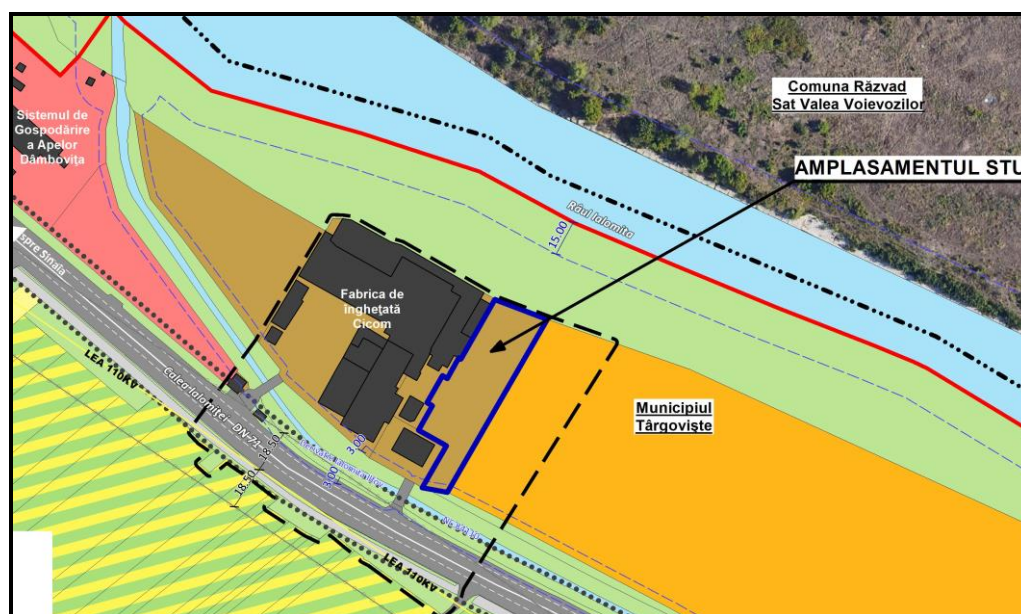 Comuna Răzvad
Sat Valea Voievozilor
AMPLASAMENTUL STU
Sistemul de
Gospodărire
a Apelor
Dâmbovița
Râul Ialomița
15.00
spre Sinaia
Fabrica de
înghețată
Cicom
Municipiul
Târgoviște
LEA 110KV
Calea Ialomiței - DN 71
18.50
18.50
3.00
3.00
LEA 110KV